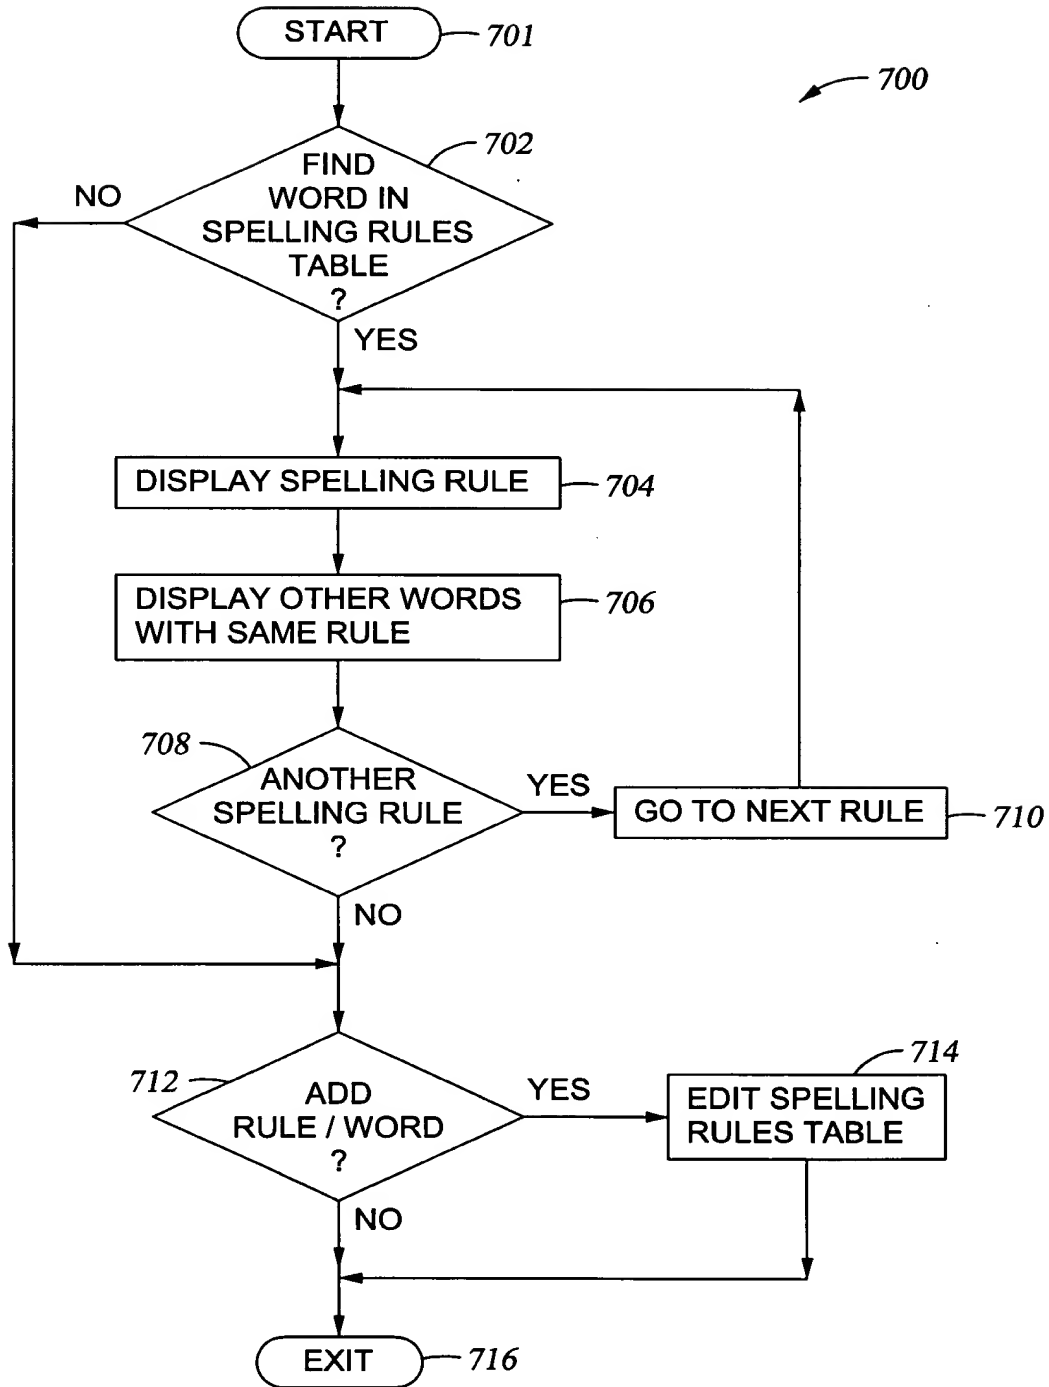 START
701
700
702
FIND
WORD IN
SPELLING RULES
TABLE
?
NO
YES
DISPLAY SPELLING RULE
704
DISPLAY OTHER WORDS
WITH SAME RULE
706
708
ANOTHER
SPELLING RULE
?
YES
GO TO NEXT RULE
710
NO
712
ADD
RULE / WORD
?
YES
714
EDIT SPELLING
RULES TABLE
NO
EXIT
716